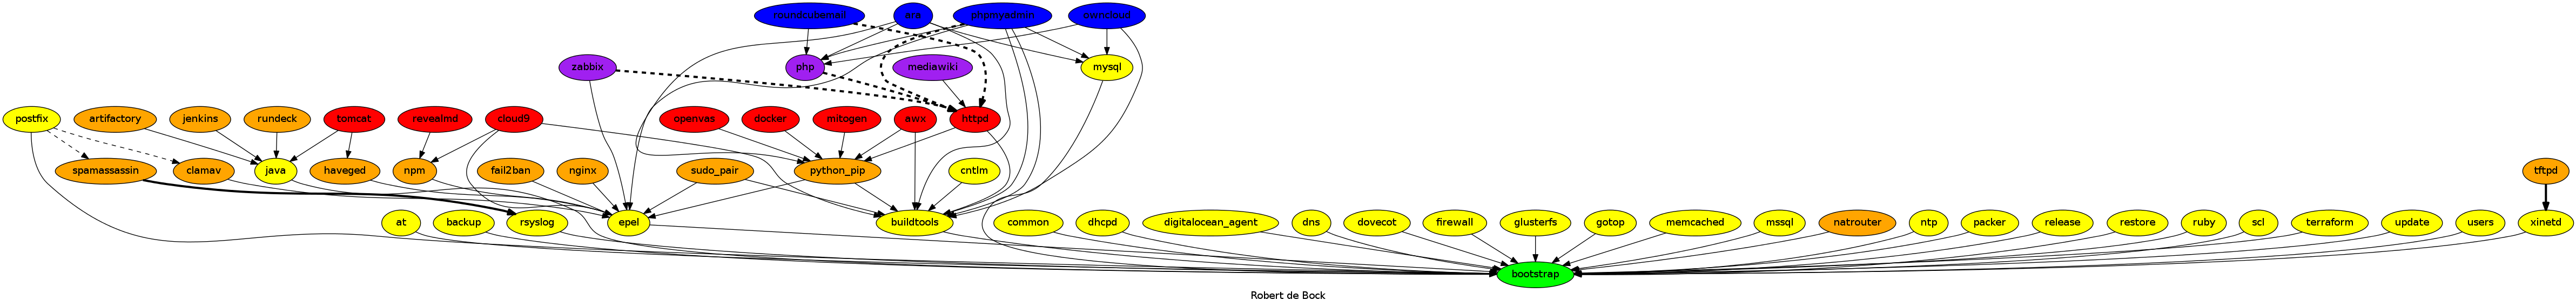 roundcubemail ara phpmyadmin owncloud
zabbix php mediawiki mysql
postfix artifactory jenkins rundeck tomcat revealmd cloud9 openvas docker mitogen awx httpd
spamassassin clamav java haveged npm fail2ban nginx sudo_pair python_pip cntlm tftpd
at backup rsyslog epel buildtools common dhcpd digitalocean_agent dns dovecot firewall glusterfs gotop memcached mssql natrouter ntp packer release restore ruby scl terraform update users xinetd
bootstrap
Robert de Bock